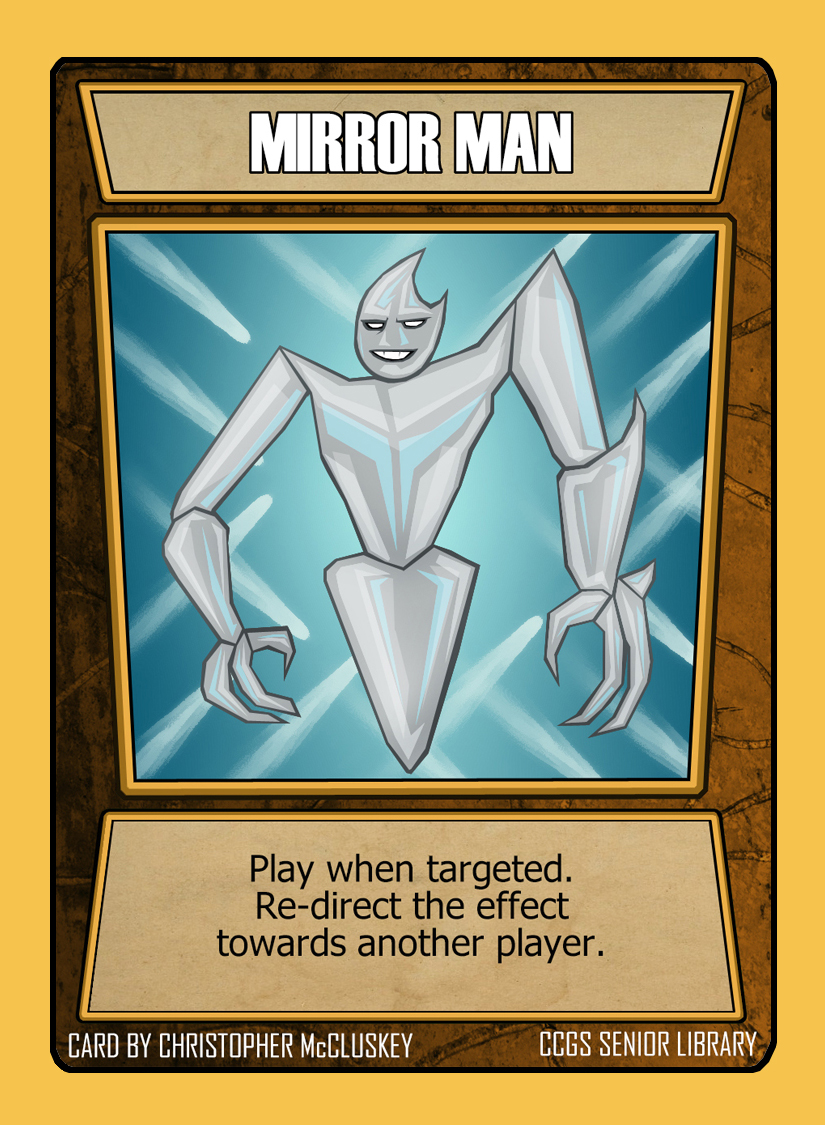 MIRROR MAN
Play when targeted.
Re-direct the effect
towards another player.
CARD BY CHRISTOPHER McCLUSKEY
CCGS SENIOR LIBRARY